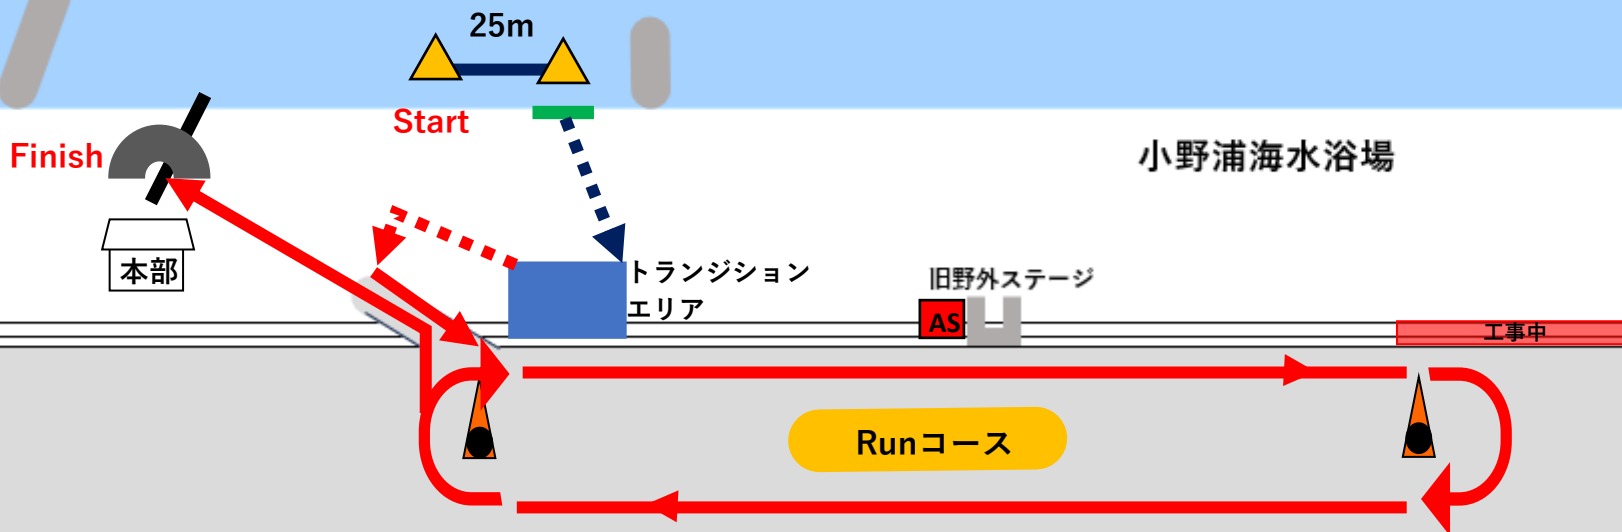 25m
Start
Finish
小野浦海水浴場
本部
トランジション
エリア
旧野外ステージ
AS
工事中
Runコース